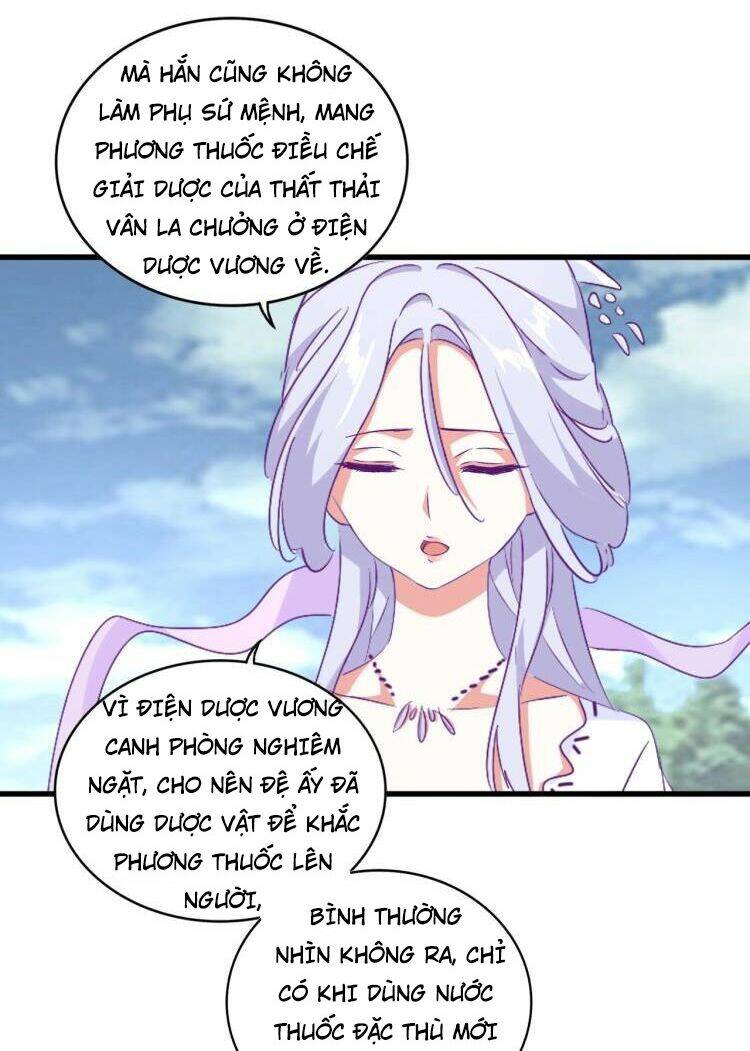 MÀ HẮN CŨNG KHÔNG
LÀM PHỤ SỨ MỆNH, MANG
PHƯƠNG THUỐC ĐIỀU CHẾ
GIẢI DƯỢC CỦA THẤT THẢI
VÂN LA CHƯỞNG Ở ĐIỆN
DƯỢC VƯƠNG VỀ.
VÌ ĐIỆN DƯỢC VƯƠNG
CANH PHÒNG NGHIÊM
NGẶT, CHO NÊN ĐỆ ẤY ĐÃ
DÙNG DƯỢC VẬT ĐỂ KHẮC
PHƯƠNG THUỐC LÊN
NGƯỜI,
BÌNH THƯỜNG
NHÌN KHÔNG RA, CHỈ
CÓ KHI DÙNG NƯỚC
THUỐC ĐẶC THÙ MỚI